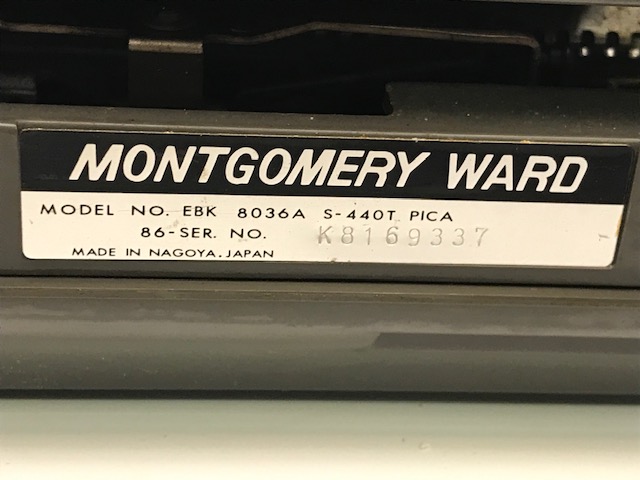 MONTGOMERY WARD
MODEL NO. EBK 8036A S-440T PICA
86-SER. NO. K8169337
MADE IN NAGOYA, JAPAN